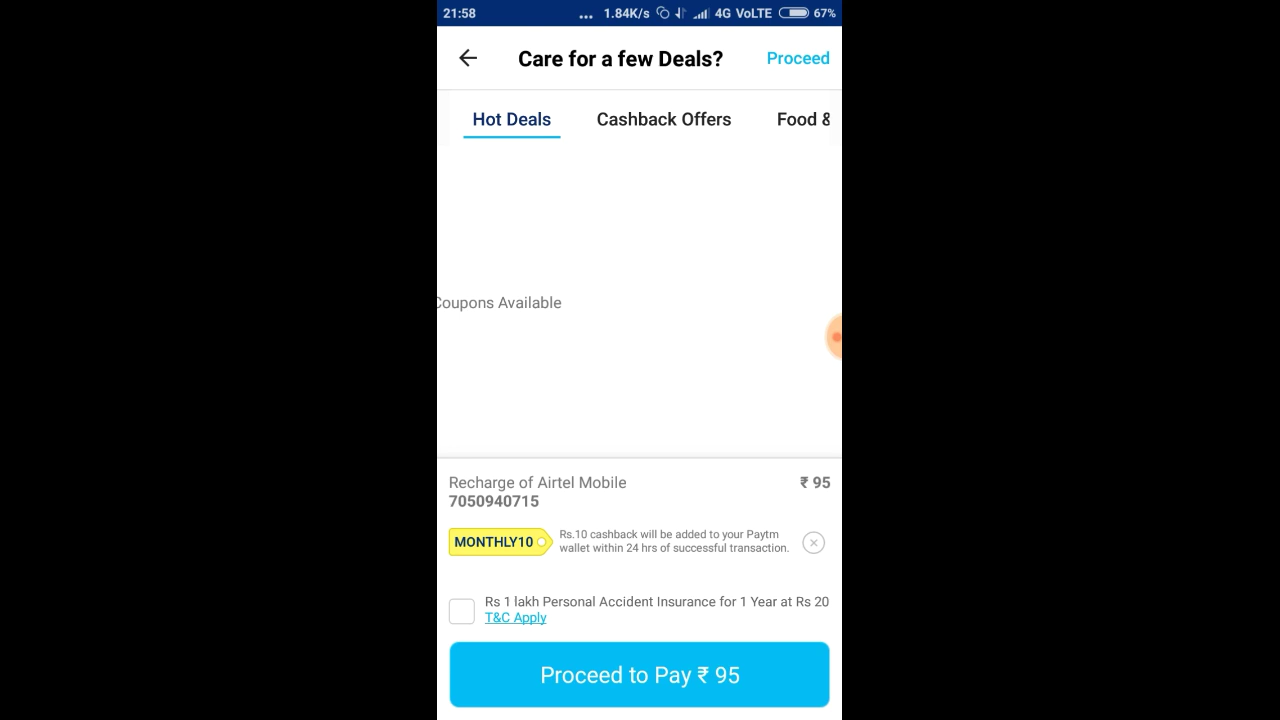 21:58 ... 1.84K/s 4G VoLTE 67%
Care for a few Deals? Proceed
Hot Deals Cashback Offers Food &
Coupons Available
Recharge of Airtel Mobile ₹ 95
7050940715
MONTHLY10 Rs.10 cashback will be added to your Paytm
wallet within 24 hrs of successful transaction.
Rs 1 lakh Personal Accident Insurance for 1 Year at Rs 20
T&C Apply
Proceed to Pay ₹ 95